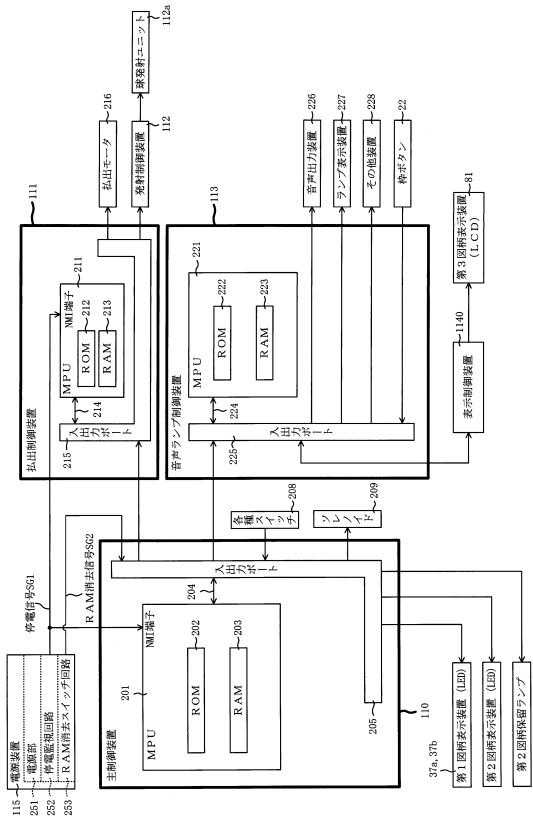 電源装置
115
電源部
251
停電監視回路
252
RAM消去スイッチ回路
253
停電信号SG1
RAM消去信号SG2
主制御装置
110
MPU
201
NMI端子
ROM
202
RAM
203
204
入出力ポート
205
各種スイッチ
208
ソレノイド
209
37a, 37b
第1図柄表示装置(LED)
第2図柄表示装置(LED)
第2図柄保留ランプ
払出制御装置
111
MPU
NMI端子
211
ROM
212
RAM
213
214
入出力ポート
215
払出モータ
216
発射制御装置
112
球発射ユニット
112a
音声ランプ制御装置
113
MPU
221
ROM
222
RAM
223
224
入出力ポート
225
音声出力装置
226
ランプ表示装置
227
その他装置
228
枠ボタン
22
表示制御装置
1140
第3図柄表示装置
(LCD)
81